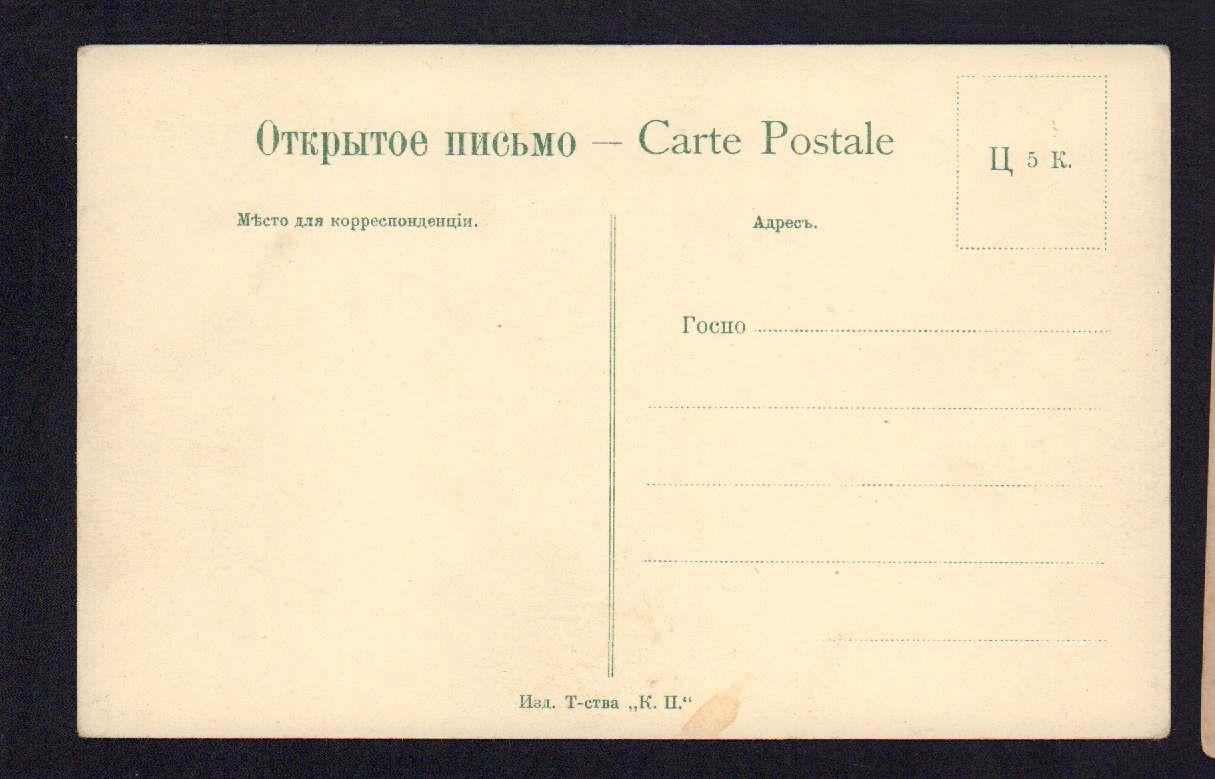 Открытое письмо — Carte Postale
Ц 5 к.
Мѣсто для корреспонденціи.
Адресъ.
Госпо
Изд. Т-ства „К. П.“